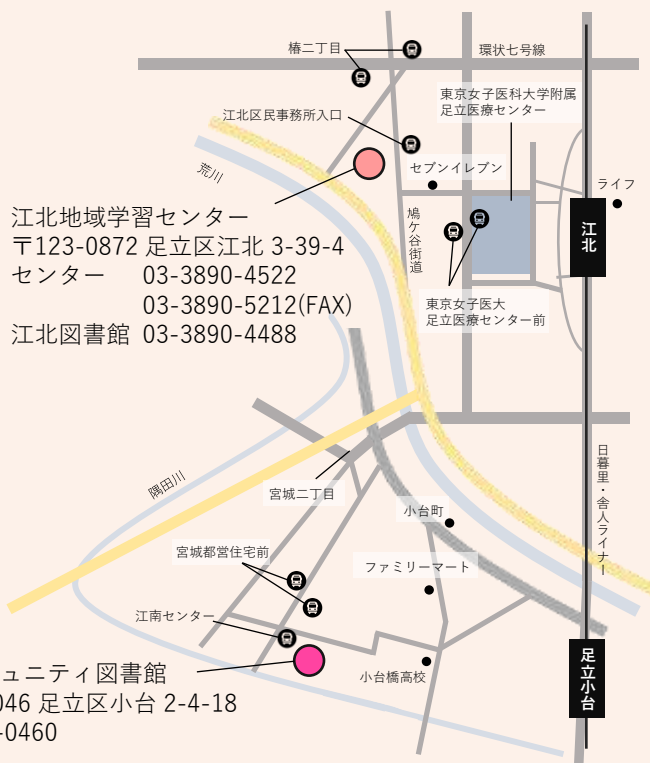 椿二丁目
環状七号線
東京女子医科大学附属
足立医療センター
江北区民事務所入口
セブンイレブン
荒川
ライフ
江北地域学習センター
〒123-0872 足立区江北 3-39-4
センター 03-3890-4522
03-3890-5212(FAX)
江北図書館 03-3890-4488
鳩ケ谷街道
江北
東京女子医大
足立医療センター前
隅田川
宮城二丁目
日暮里・舎人ライナー
小台町
宮城都営住宅前
ファミリーマート
江南センター
足立小台
小台橋高校
ュニティ図書館
046 足立区小台 2-4-18
-0460